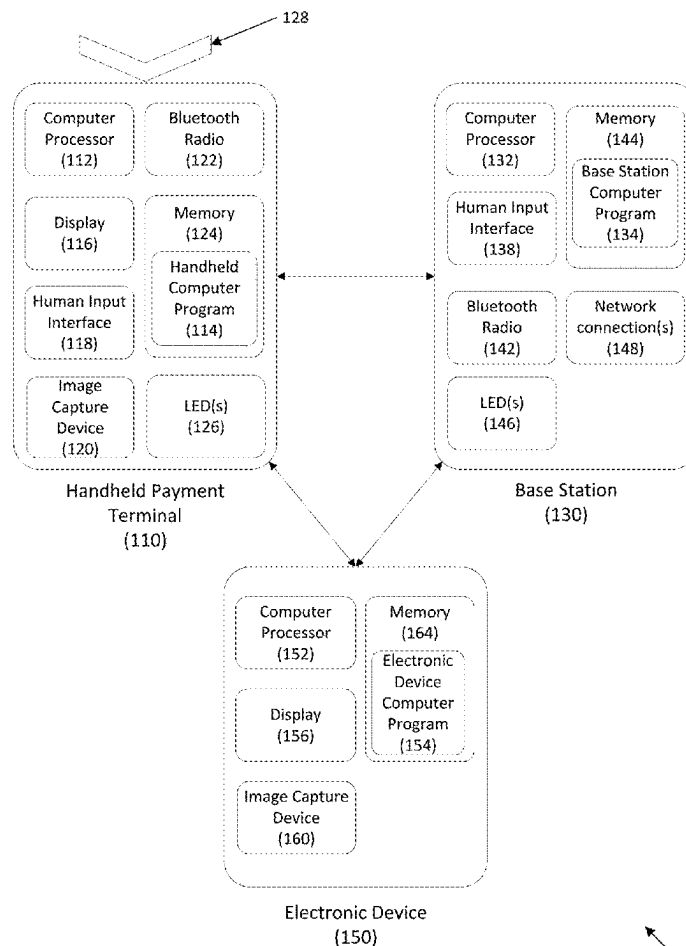 128
Computer
Processor
(112)
Bluetooth
Radio
(122)
Display
(116)
Memory
(124)
Handheld
Computer
Program
(114)
Human Input
Interface
(118)
Image
Capture
Device
(120)
LED(s)
(126)
Handheld Payment
Terminal
(110)
Computer
Processor
(132)
Memory
(144)
Base Station
Computer
Program
(134)
Human Input
Interface
(138)
Bluetooth
Radio
(142)
Network
connection(s)
(148)
LED(s)
(146)
Base Station
(130)
Computer
Processor
(152)
Memory
(164)
Electronic
Device
Computer
Program
(154)
Display
(156)
Image Capture
Device
(160)
Electronic Device
(150)